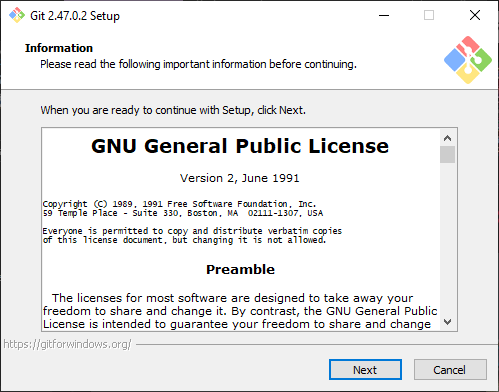 Git 2.47.0.2 Setup
Information
Please read the following important information before continuing.
When you are ready to continue with Setup, click Next.
GNU General Public License
Version 2, June 1991
Copyright (C) 1989, 1991 Free Software Foundation, Inc.
59 Temple Place - Suite 330, Boston, MA  02111-1307, USA
Everyone is permitted to copy and distribute verbatim copies
of this license document, but changing it is not allowed.
Preamble
The licenses for most software are designed to take away your
freedom to share and change it. By contrast, the GNU General Public
License is intended to guarantee your freedom to share and change
https://gitforwindows.org/
Next
Cancel